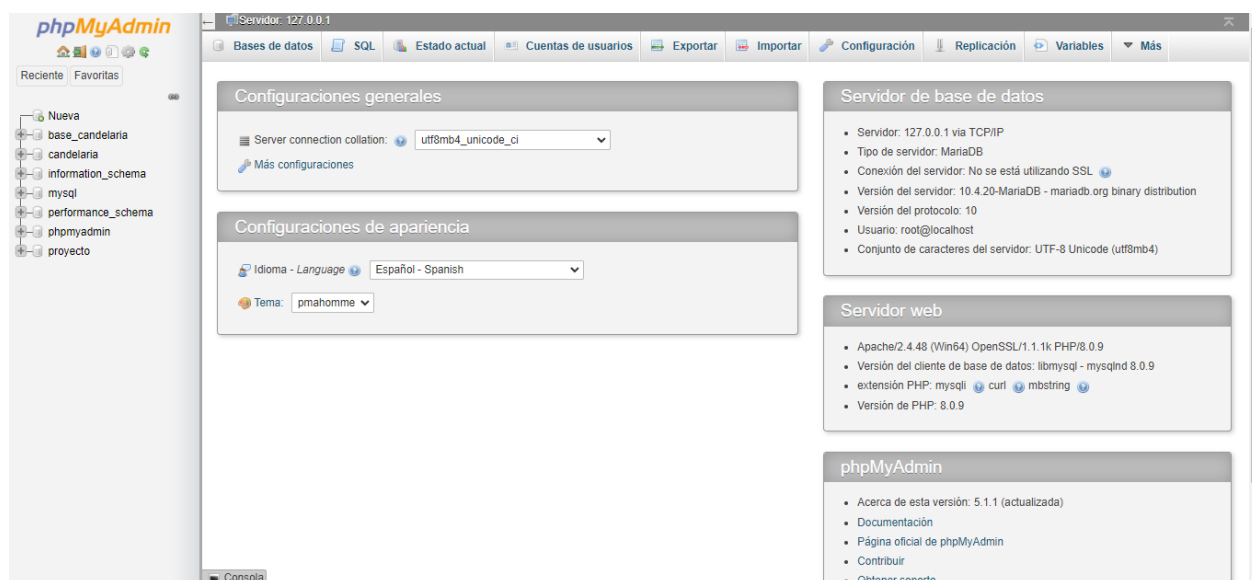 phpMyAdmin
Reciente Favoritas
Nueva
base_candelaria
candelaria
information_schema
mysql
performance_schema
phpmyadmin
proyecto
Servidor: 127.0.0.1
Bases de datos SQL Estado actual Cuentas de usuarios Exportar Importar Configuración Replicación Variables Más
Configuraciones generales
Server connection collation: utf8mb4_unicode_ci
Más configuraciones
Configuraciones de apariencia
Idioma - Language Español - Spanish
Tema: pmahomme
Servidor de base de datos
Servidor: 127.0.0.1 via TCP/IP
Tipo de servidor: MariaDB
Conexión del servidor: No se está utilizando SSL
Versión del servidor: 10.4.20-MariaDB - mariadb.org binary distribution
Versión del protocolo: 10
Usuario: root@localhost
Conjunto de caracteres del servidor: UTF-8 Unicode (utf8mb4)
Servidor web
Apache/2.4.48 (Win64) OpenSSL/1.1.1k PHP/8.0.9
Versión del cliente de base de datos: libmysql - mysqlnd 8.0.9
extensión PHP: mysqli curl mbstring
Versión de PHP: 8.0.9
phpMyAdmin
Acerca de esta versión: 5.1.1 (actualizada)
Documentación
Página oficial de phpMyAdmin
Contribuir
Obtener soporte
Consola